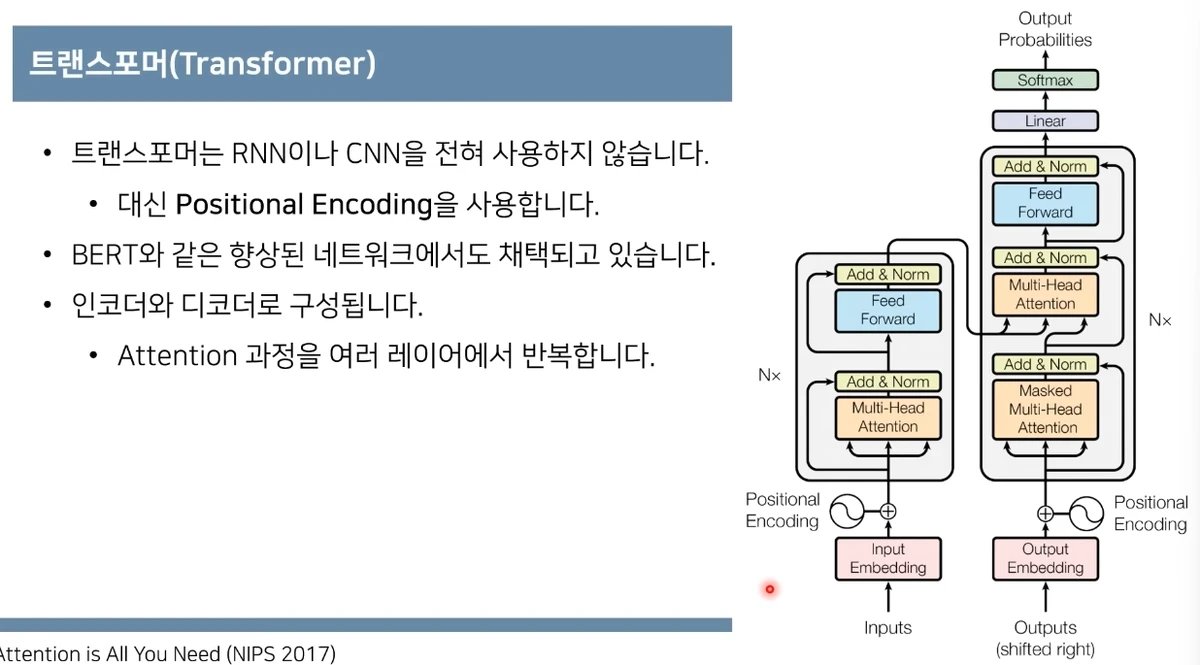 트랜스포머(Transformer)
• 트랜스포머는 RNN이나 CNN을 전혀 사용하지 않습니다.
• 대신 Positional Encoding을 사용합니다.
• BERT와 같은 향상된 네트워크에서도 채택되고 있습니다.
• 인코더와 디코더로 구성됩니다.
• Attention 과정을 여러 레이어에서 반복합니다.
Attention is All You Need (NIPS 2017)
Output
Probabilities
Softmax
Linear
Add & Norm
Feed
Forward
Add & Norm
Multi-Head
Attention
Add & Norm
Masked
Multi-Head
Attention
Nx
Positional
Encoding
Output
Embedding
Outputs
(shifted right)
Add & Norm
Feed
Forward
Add & Norm
Multi-Head
Attention
Nx
Positional
Encoding
Input
Embedding
Inputs